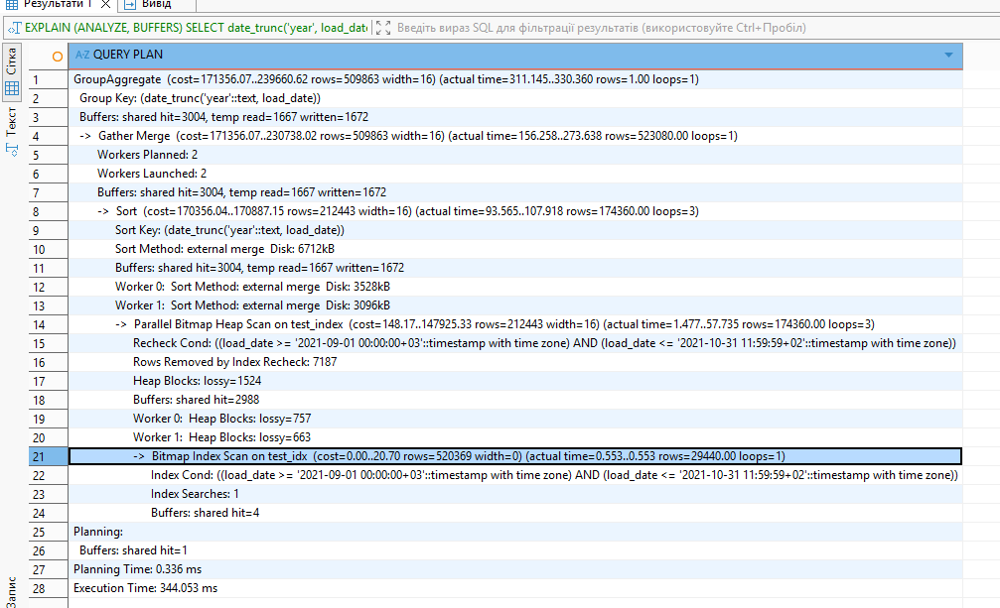 Результати 1
Вивід
EXPLAIN (ANALYZE, BUFFERS) SELECT date_trunc('year', load_dat
Введіть вираз SQL для фільтрації результатів (використовуйте Ctrl+Пробіл)
Сітка
Текст
Запис
A-Z QUERY PLAN
1 GroupAggregate (cost=171356.07..239660.62 rows=509863 width=16) (actual time=311.145..330.360 rows=1.00 loops=1)
2 Group Key: (date_trunc('year'::text, load_date))
3 Buffers: shared hit=3004, temp read=1667 written=1672
4 -> Gather Merge (cost=171356.07..230738.02 rows=509863 width=16) (actual time=156.258..273.638 rows=523080.00 loops=1)
5 Workers Planned: 2
6 Workers Launched: 2
7 Buffers: shared hit=3004, temp read=1667 written=1672
8 -> Sort (cost=170356.04..170887.15 rows=212443 width=16) (actual time=93.565..107.918 rows=174360.00 loops=3)
9 Sort Key: (date_trunc('year'::text, load_date))
10 Sort Method: external merge Disk: 6712kB
11 Buffers: shared hit=3004, temp read=1667 written=1672
12 Worker 0: Sort Method: external merge Disk: 3528kB
13 Worker 1: Sort Method: external merge Disk: 3096kB
14 -> Parallel Bitmap Heap Scan on test_index (cost=148.17..147925.33 rows=212443 width=16) (actual time=1.477..57.735 rows=174360.00 loops=3)
15 Recheck Cond: ((load_date >= '2021-09-01 00:00:00+03'::timestamp with time zone) AND (load_date <= '2021-10-31 11:59:59+02'::timestamp with time zone))
16 Rows Removed by Index Recheck: 7187
17 Heap Blocks: lossy=1524
18 Buffers: shared hit=2988
19 Worker 0: Heap Blocks: lossy=757
20 Worker 1: Heap Blocks: lossy=663
21 -> Bitmap Index Scan on test_idx (cost=0.00..20.70 rows=520369 width=0) (actual time=0.553..0.553 rows=29440.00 loops=1)
22 Index Cond: ((load_date >= '2021-09-01 00:00:00+03'::timestamp with time zone) AND (load_date <= '2021-10-31 11:59:59+02'::timestamp with time zone))
23 Index Searches: 1
24 Buffers: shared hit=4
25 Planning:
26 Buffers: shared hit=1
27 Planning Time: 0.336 ms
28 Execution Time: 344.053 ms